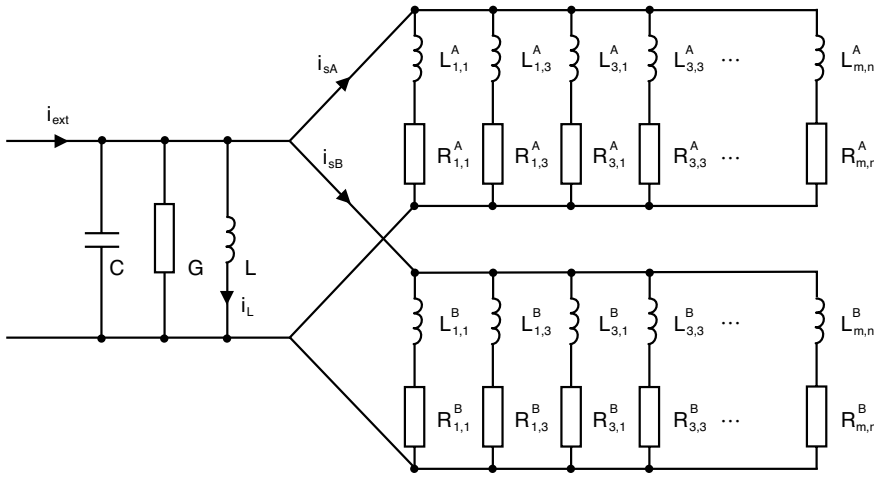 i_sA L^A_1,1 L^A_1,3 L^A_3,1 L^A_3,3 ··· L^A_m,n
i_ext
i_sB R^A_1,1 R^A_1,3 R^A_3,1 R^A_3,3 ··· R^A_m,n
C G L
i_L
L^B_1,1 L^B_1,3 L^B_3,1 L^B_3,3 ··· L^B_m,n
R^B_1,1 R^B_1,3 R^B_3,1 R^B_3,3 ··· R^B_m,n